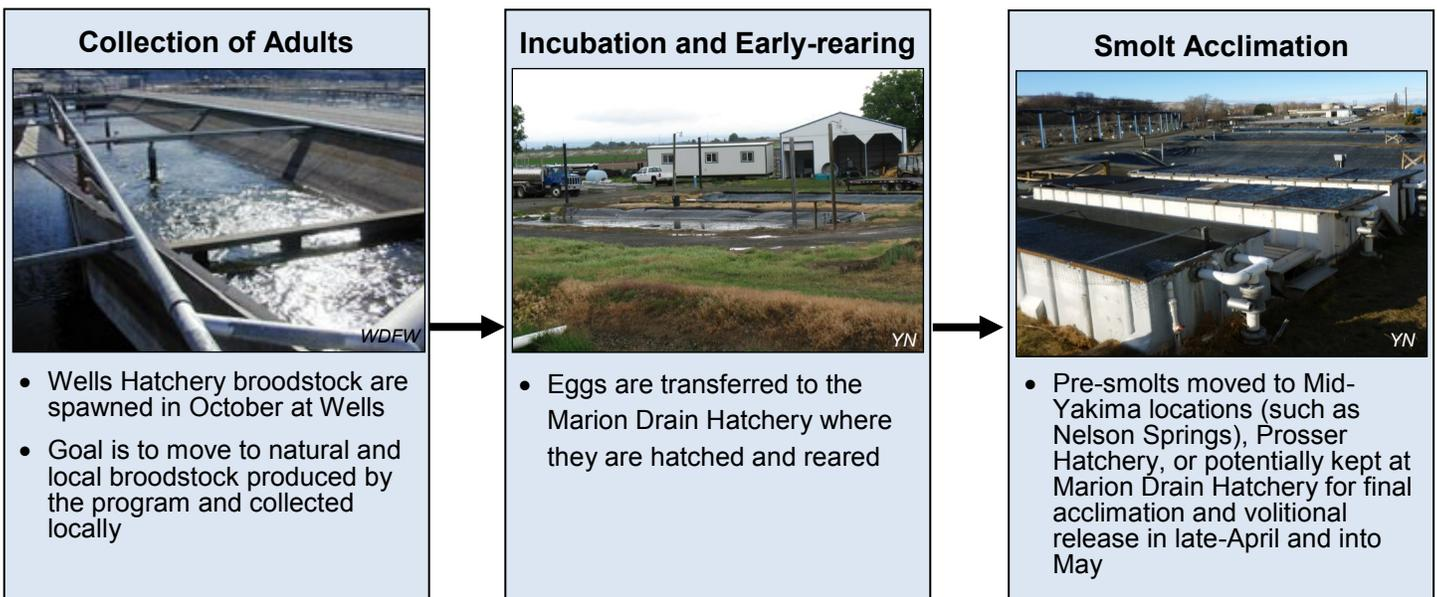 Collection of Adults
WDFW
• Wells Hatchery broodstock are
spawned in October at Wells
• Goal is to move to natural and
local broodstock produced by
the program and collected
locally
Incubation and Early-rearing
YN
• Eggs are transferred to the
Marion Drain Hatchery where
they are hatched and reared
Smolt Acclimation
YN
• Pre-smolts moved to Mid-
Yakima locations (such as
Nelson Springs), Prosser
Hatchery, or potentially kept at
Marion Drain Hatchery for final
acclimation and volitional
release in late-April and into
May